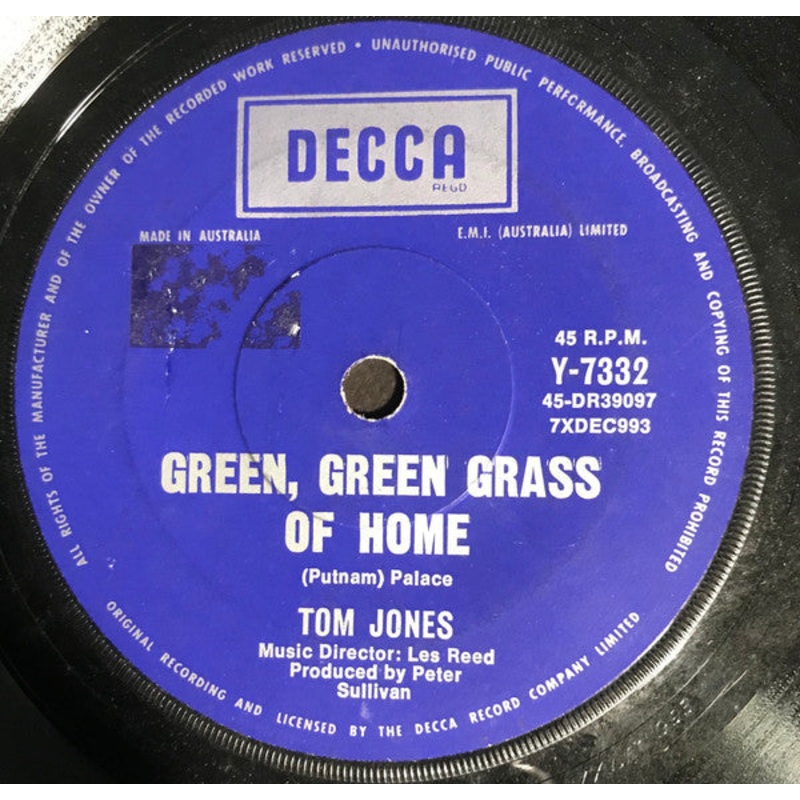 ALL RIGHTS OF THE MANUFACTURER AND OF THE OWNER OF THE RECORDED WORK RESERVED • UNAUTHORISED PUBLIC PERFORMANCE, BROADCASTING AND COPYING OF THIS RECORD PROHIBITED
DECCA
REGD
MADE IN AUSTRALIA
E.M.I. (AUSTRALIA) LIMITED
45 R.P.M.
Y-7332
45-DR39097
7XDEC993
GREEN, GREEN GRASS
OF HOME
(Putnam) Palace
TOM JONES
Music Director: Les Reed
Produced by Peter
Sullivan
ORIGINAL RECORDING AND LICENSED BY THE DECCA RECORD COMPANY LIMITED